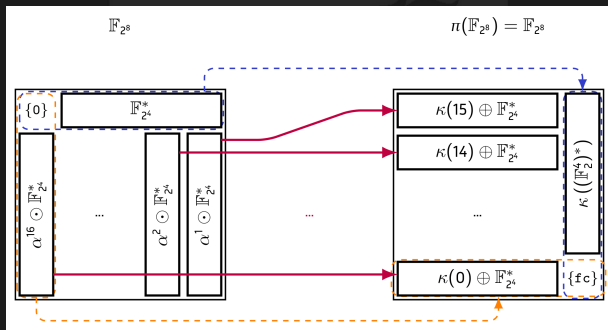 𝔽_{2^8} π(𝔽_{2^8}) = 𝔽_{2^8}
{0} 𝔽*_{2^4} κ(15) ⊕ 𝔽*_{2^4}
κ(14) ⊕ 𝔽*_{2^4}
α^{16} ⊙ 𝔽*_{2^4} ... α^2 ⊙ 𝔽*_{2^4} α^1 ⊙ 𝔽*_{2^4} ... ... κ((𝔽_2^4)*)
κ(0) ⊕ 𝔽*_{2^4} {fc}